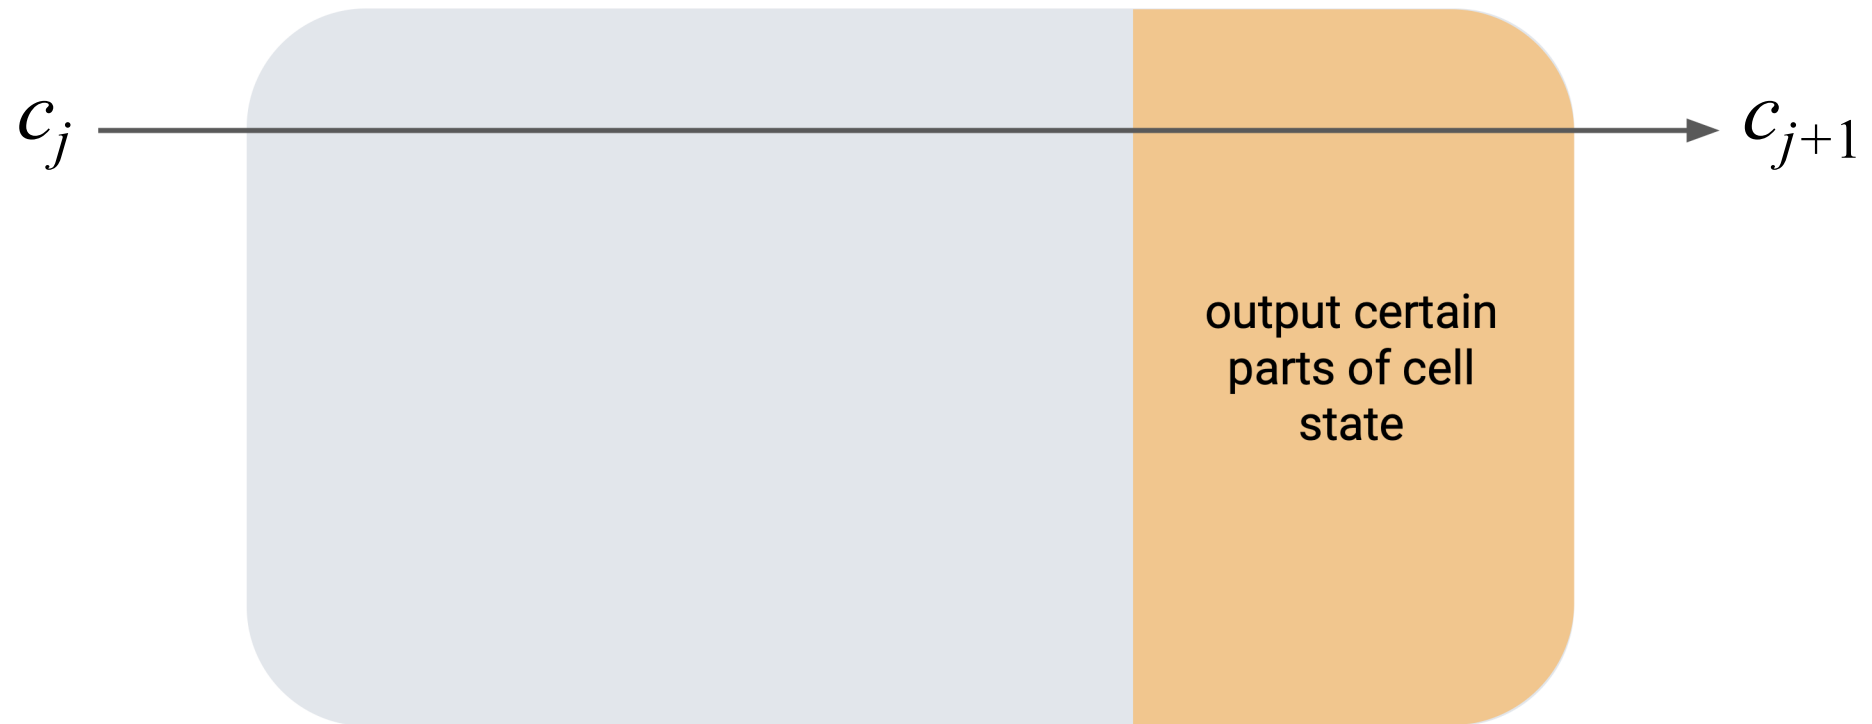 c_j
c_{j+1}
output certain
parts of cell
state